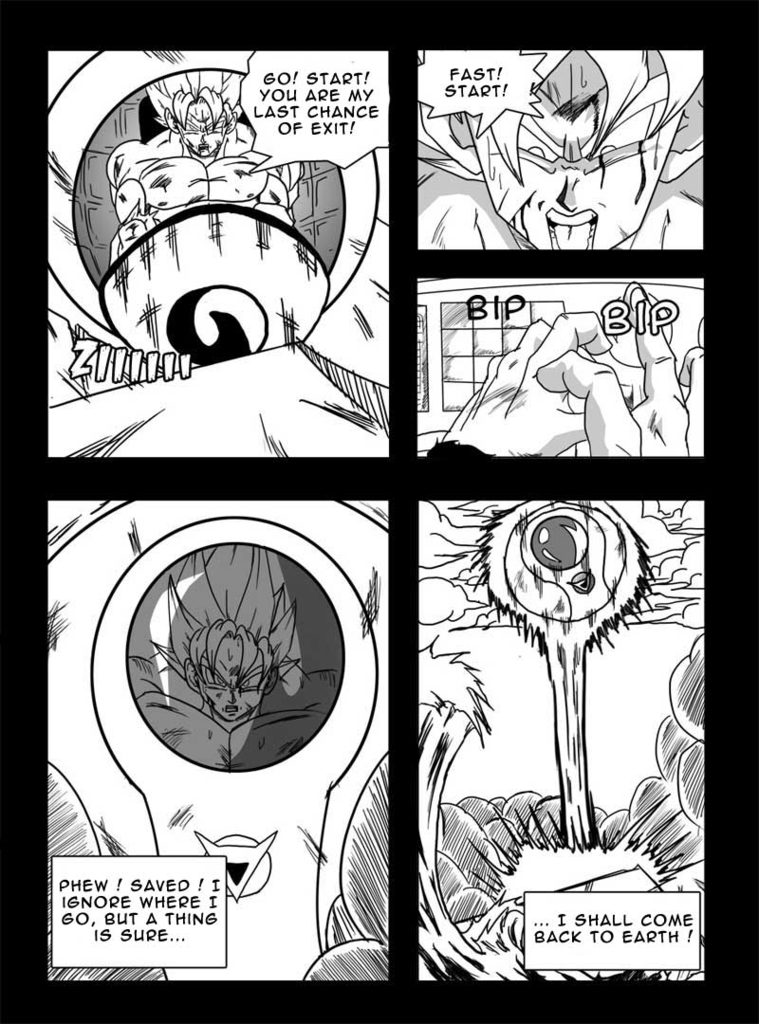 GO! START!
YOU ARE MY
LAST CHANCE
OF EXIT!
ZIIIIII
FAST!
START!
BIP
BIP
PHEW ! SAVED ! I
IGNORE WHERE I
GO, BUT A THING
IS SURE...
... I SHALL COME
BACK TO EARTH !